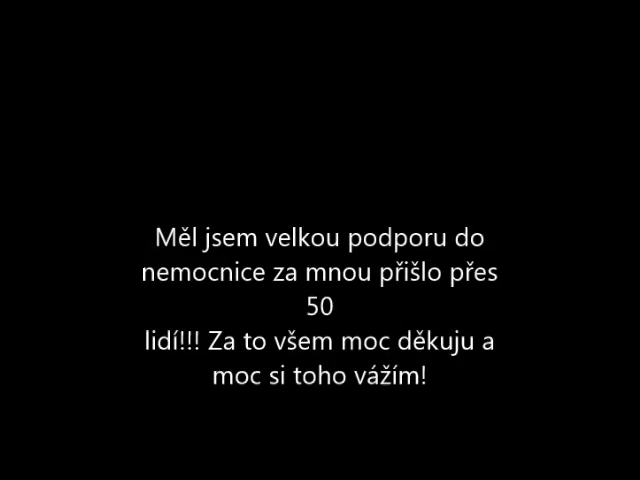 Měl jsem velkou podporu do
nemocnice za mnou přišlo přes
50
lidí!!! Za to všem moc děkuju a
moc si toho vážím!